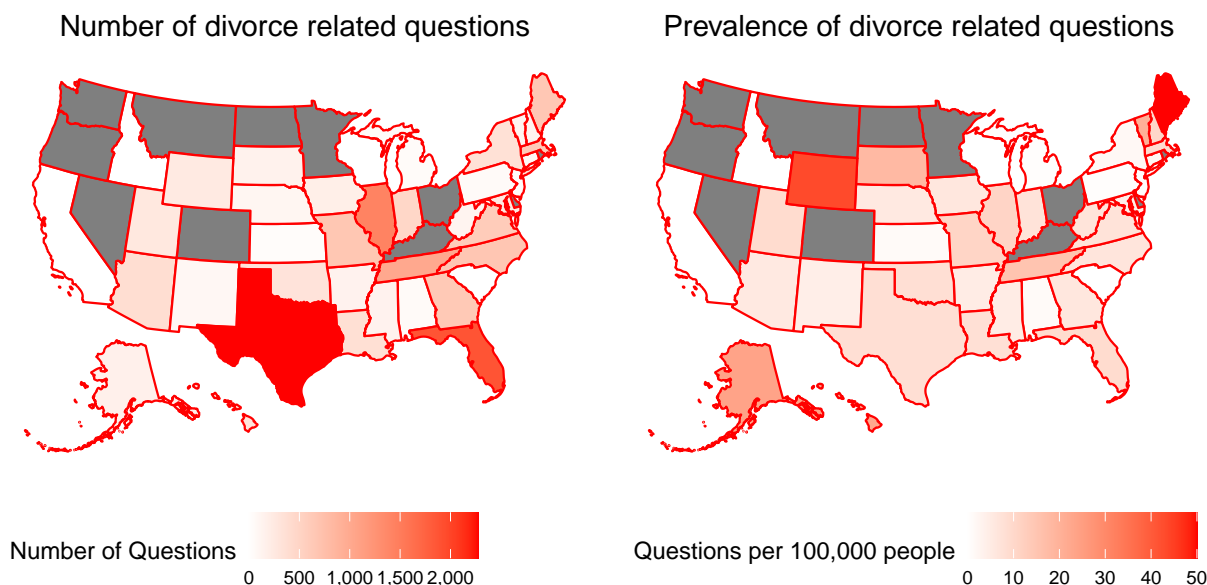 Number of divorce related questions
Prevalence of divorce related questions
Number of Questions
0 500 1,000 1,500 2,000
Questions per 100,000 people
0 10 20 30 40 50